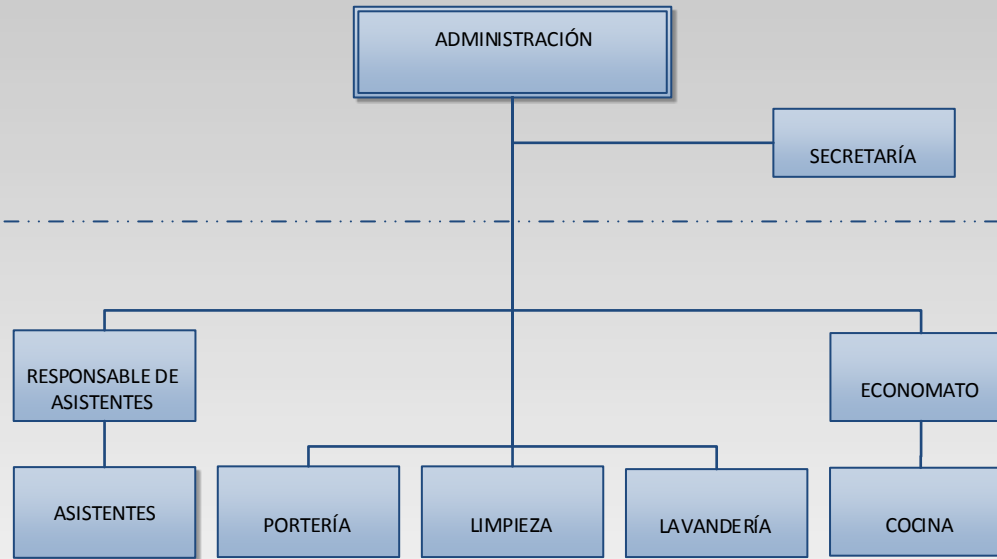 ADMINISTRACIÓN
SECRETARÍA
RESPONSABLE DE
ASISTENTES
ECONOMATO
ASISTENTES
PORTERÍA
LIMPIEZA
LAVANDERÍA
COCINA